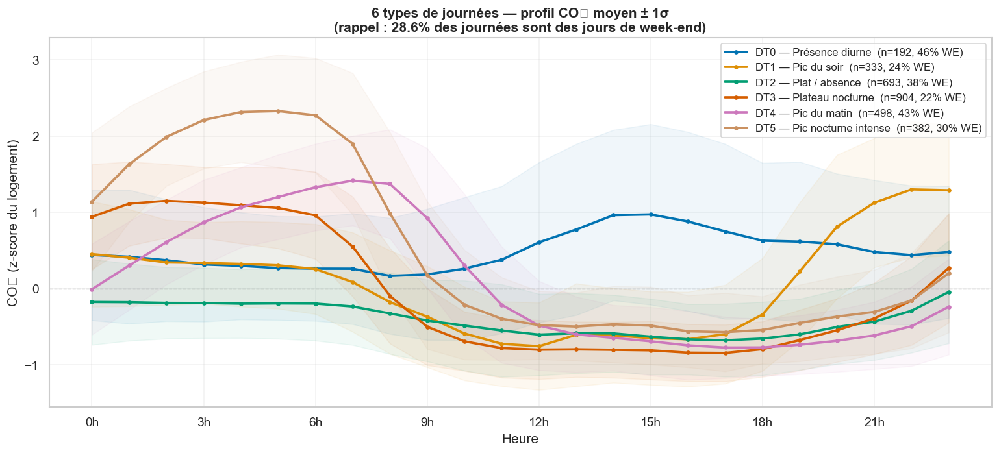 6 types de journées — profil CO□ moyen ± 1σ
(rappel : 28.6% des journées sont des jours de week-end)
DT0 — Présence diurne (n=192, 46% WE)
DT1 — Pic du soir (n=333, 24% WE)
DT2 — Plat / absence (n=693, 38% WE)
DT3 — Plateau nocturne (n=904, 22% WE)
DT4 — Pic du matin (n=498, 43% WE)
DT5 — Pic nocturne intense (n=382, 30% WE)
CO□ (z-score du logement)
3
2
1
0
−1
0h 3h 6h 9h 12h 15h 18h 21h
Heure